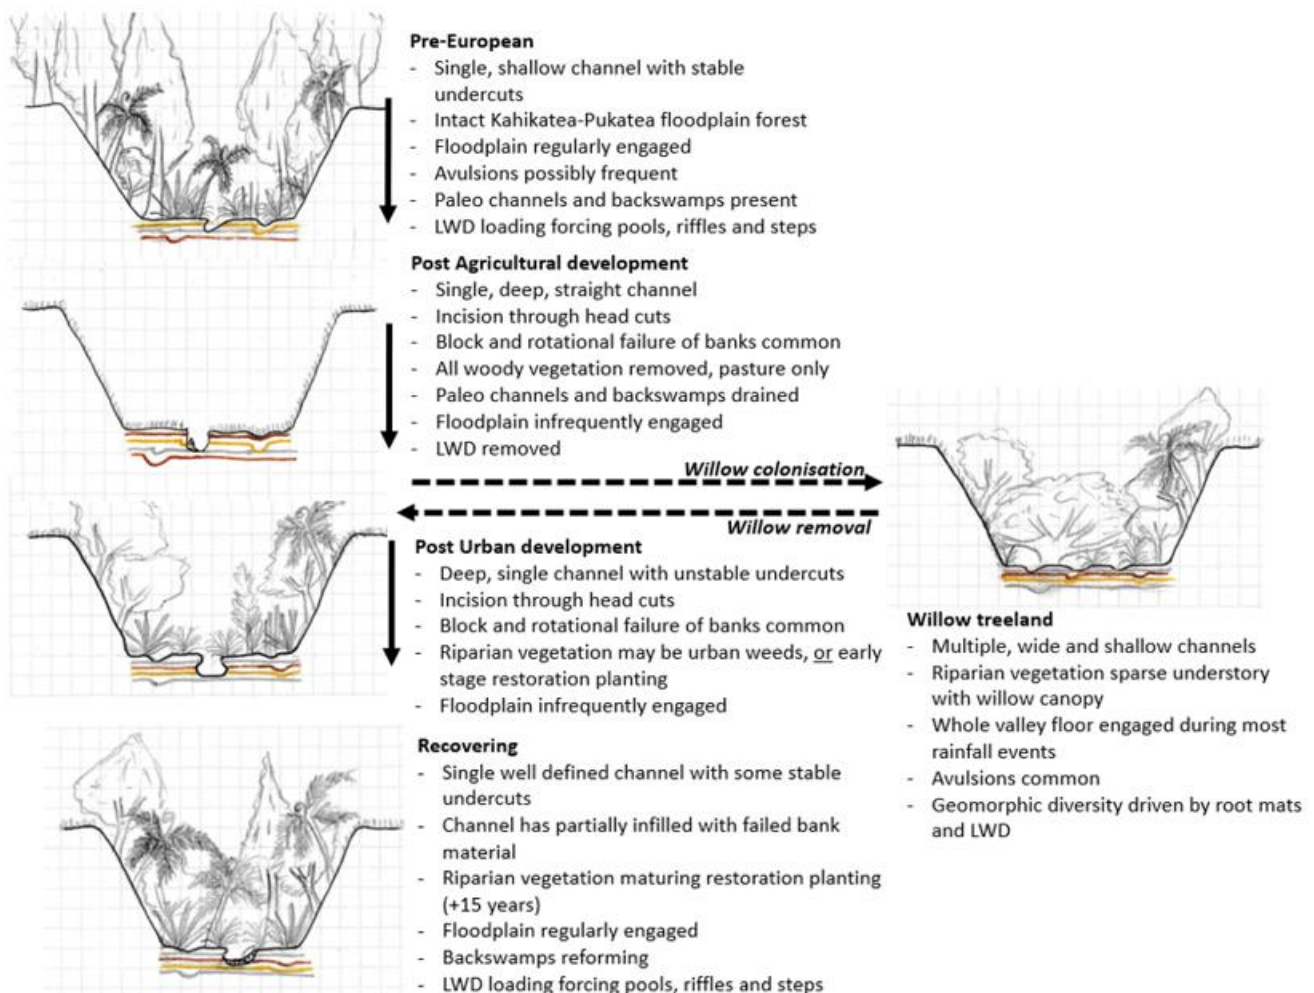 Pre-European
- Single, shallow channel with stable
undercuts
- Intact Kahikatea-Pukatea floodplain forest
- Floodplain regularly engaged
- Avulsions possibly frequent
- Paleo channels and backswamps present
- LWD loading forcing pools, riffles and steps
Post Agricultural development
- Single, deep, straight channel
- Incision through head cuts
- Block and rotational failure of banks common
- All woody vegetation removed, pasture only
- Paleo channels and backswamps drained
- Floodplain infrequently engaged
- LWD removed
Willow colonisation
Willow removal
Post Urban development
- Deep, single channel with unstable undercuts
- Incision through head cuts
- Block and rotational failure of banks common
- Riparian vegetation may be urban weeds, or early
stage restoration planting
- Floodplain infrequently engaged
Willow treeland
- Multiple, wide and shallow channels
- Riparian vegetation sparse understory
with willow canopy
- Whole valley floor engaged during most
rainfall events
- Avulsions common
- Geomorphic diversity driven by root mats
and LWD
Recovering
- Single well defined channel with some stable
undercuts
- Channel has partially infilled with failed bank
material
- Riparian vegetation maturing restoration planting
(+15 years)
- Floodplain regularly engaged
- Backswamps reforming
- LWD loading forcing pools, riffles and steps